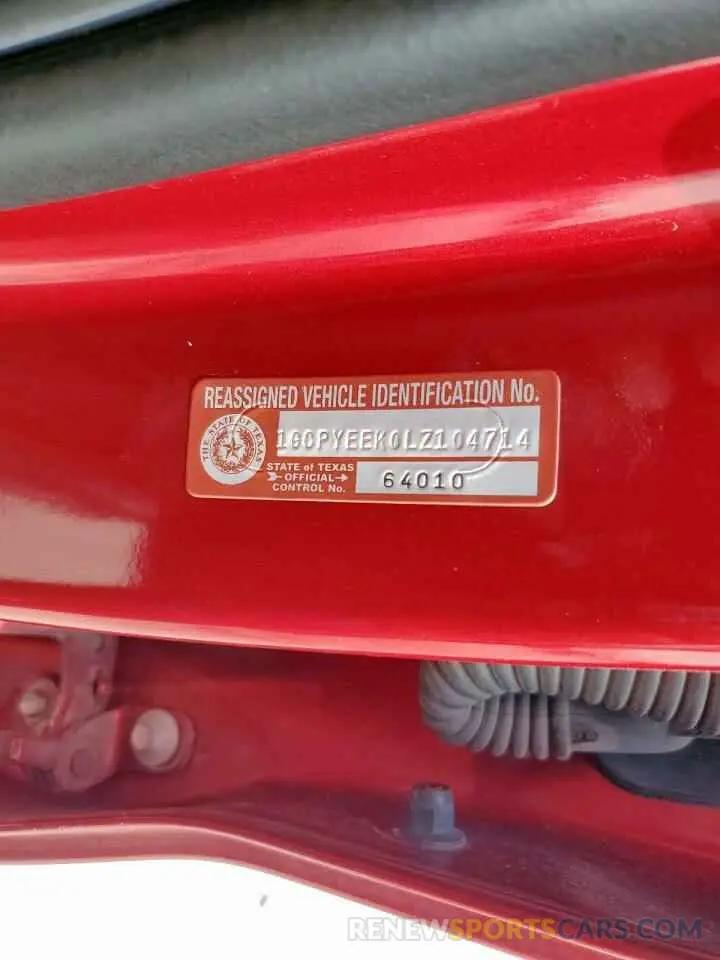 REASSIGNED VEHICLE IDENTIFICATION No.
1GCPYEEK0LZ104714
THE STATE OF TEXAS
STATE of TEXAS
OFFICIAL
CONTROL No.
64010
RENEWSPORTSCARS.COM